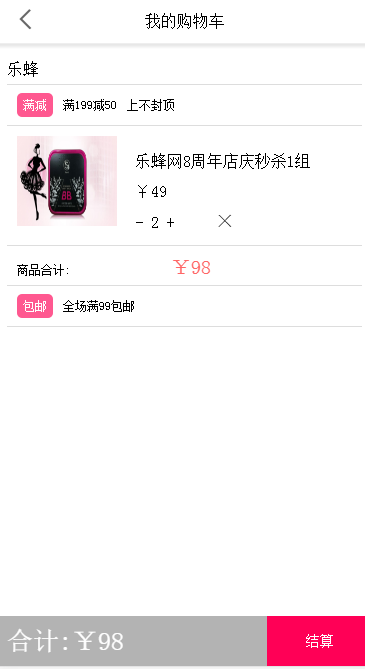 我的购物车
乐蜂
满减 满199减50 上不封顶
乐蜂网8周年店庆秒杀1组
￥49
- 2 +
商品合计: ￥98
包邮 全场满99包邮
合计:￥98 结算